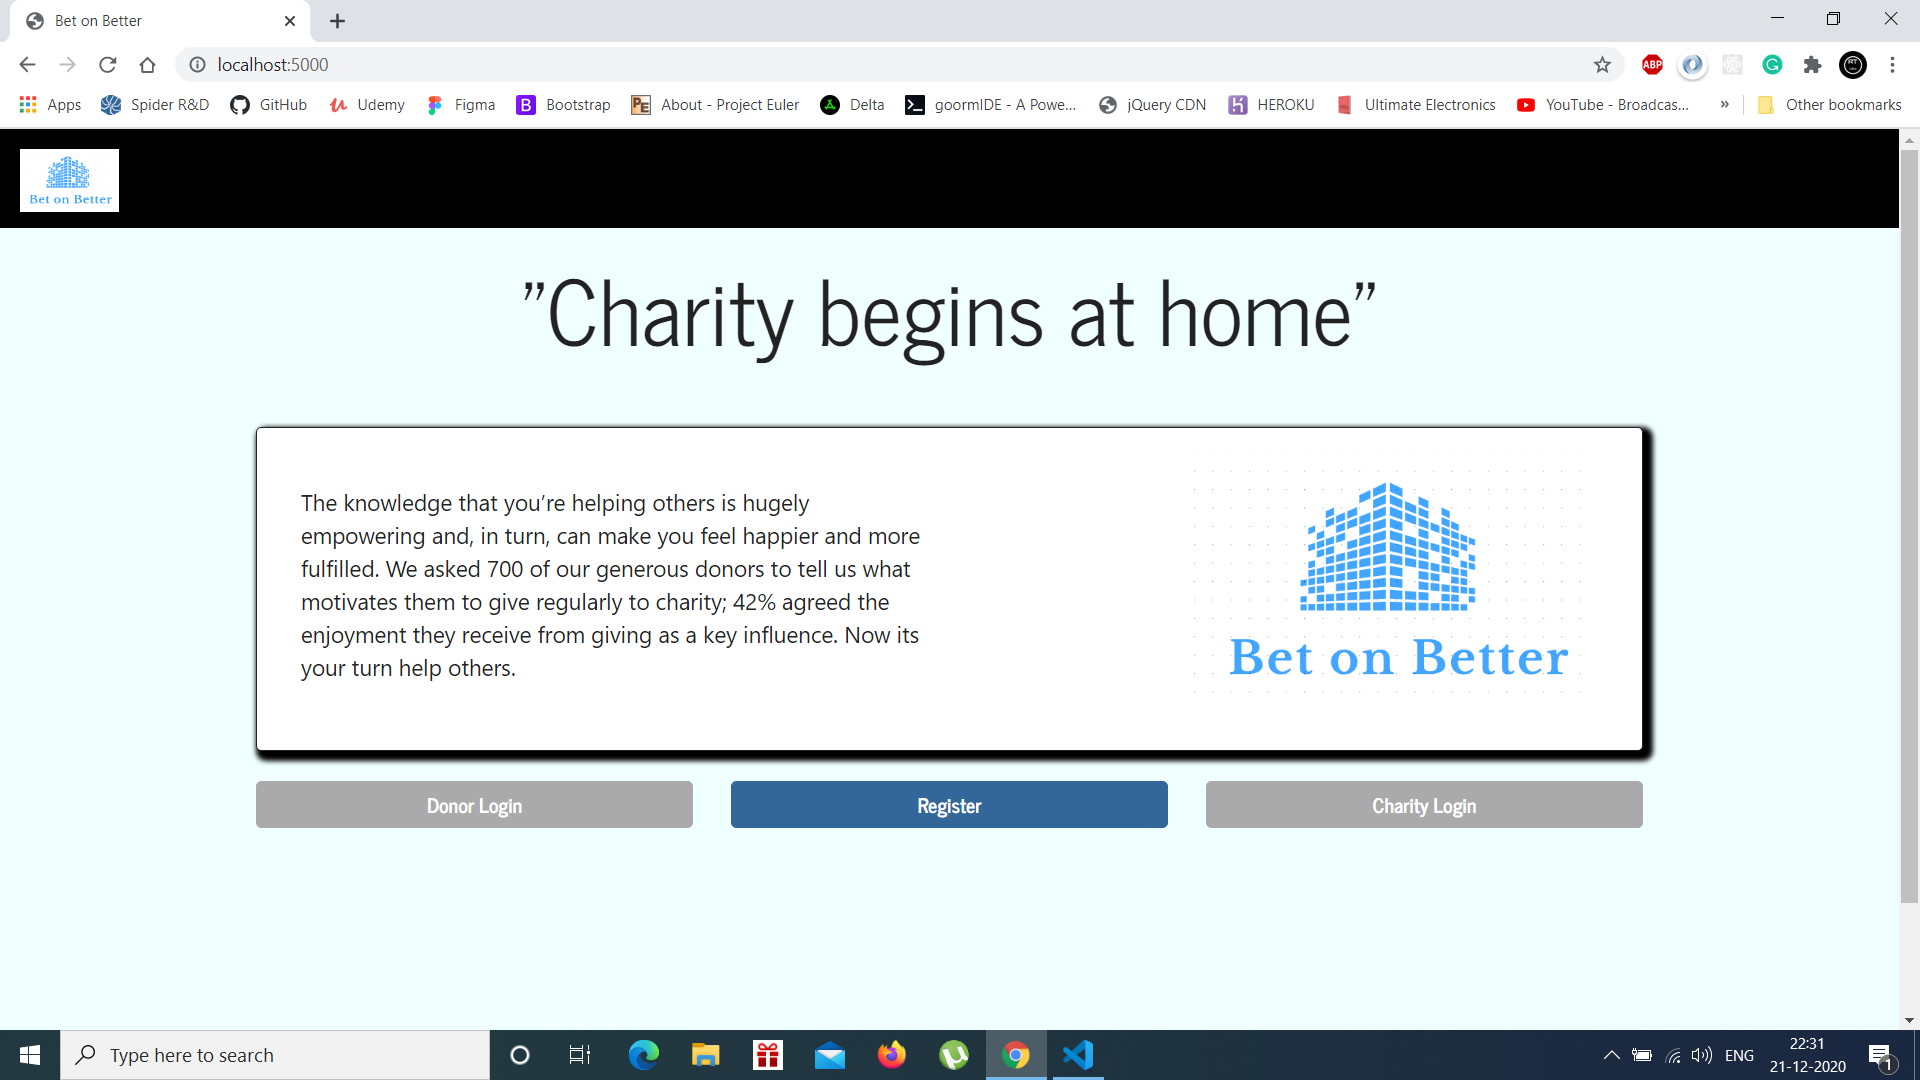 Bet on Better
localhost:5000
ABP
RT
Apps Spider R&D GitHub Udemy Figma Bootstrap About - Project Euler Delta goormIDE - A Powe... jQuery CDN HEROKU Ultimate Electronics YouTube - Broadcas... » Other bookmarks
Bet on Better
”Charity begins at home”
The knowledge that you’re helping others is hugely
empowering and, in turn, can make you feel happier and more
fulfilled. We asked 700 of our generous donors to tell us what
motivates them to give regularly to charity; 42% agreed the
enjoyment they receive from giving as a key influence. Now its
your turn help others.
Bet on Better
Donor Login Register Charity Login
Type here to search
ENG
22:31
21-12-2020
1